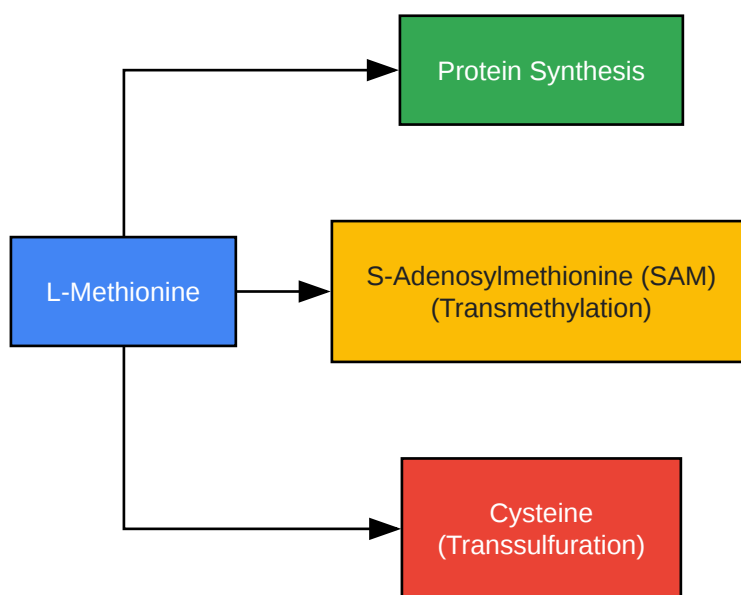 Protein Synthesis
L-Methionine
S-Adenosylmethionine (SAM)
(Transmethylation)
Cysteine
(Transsulfuration)